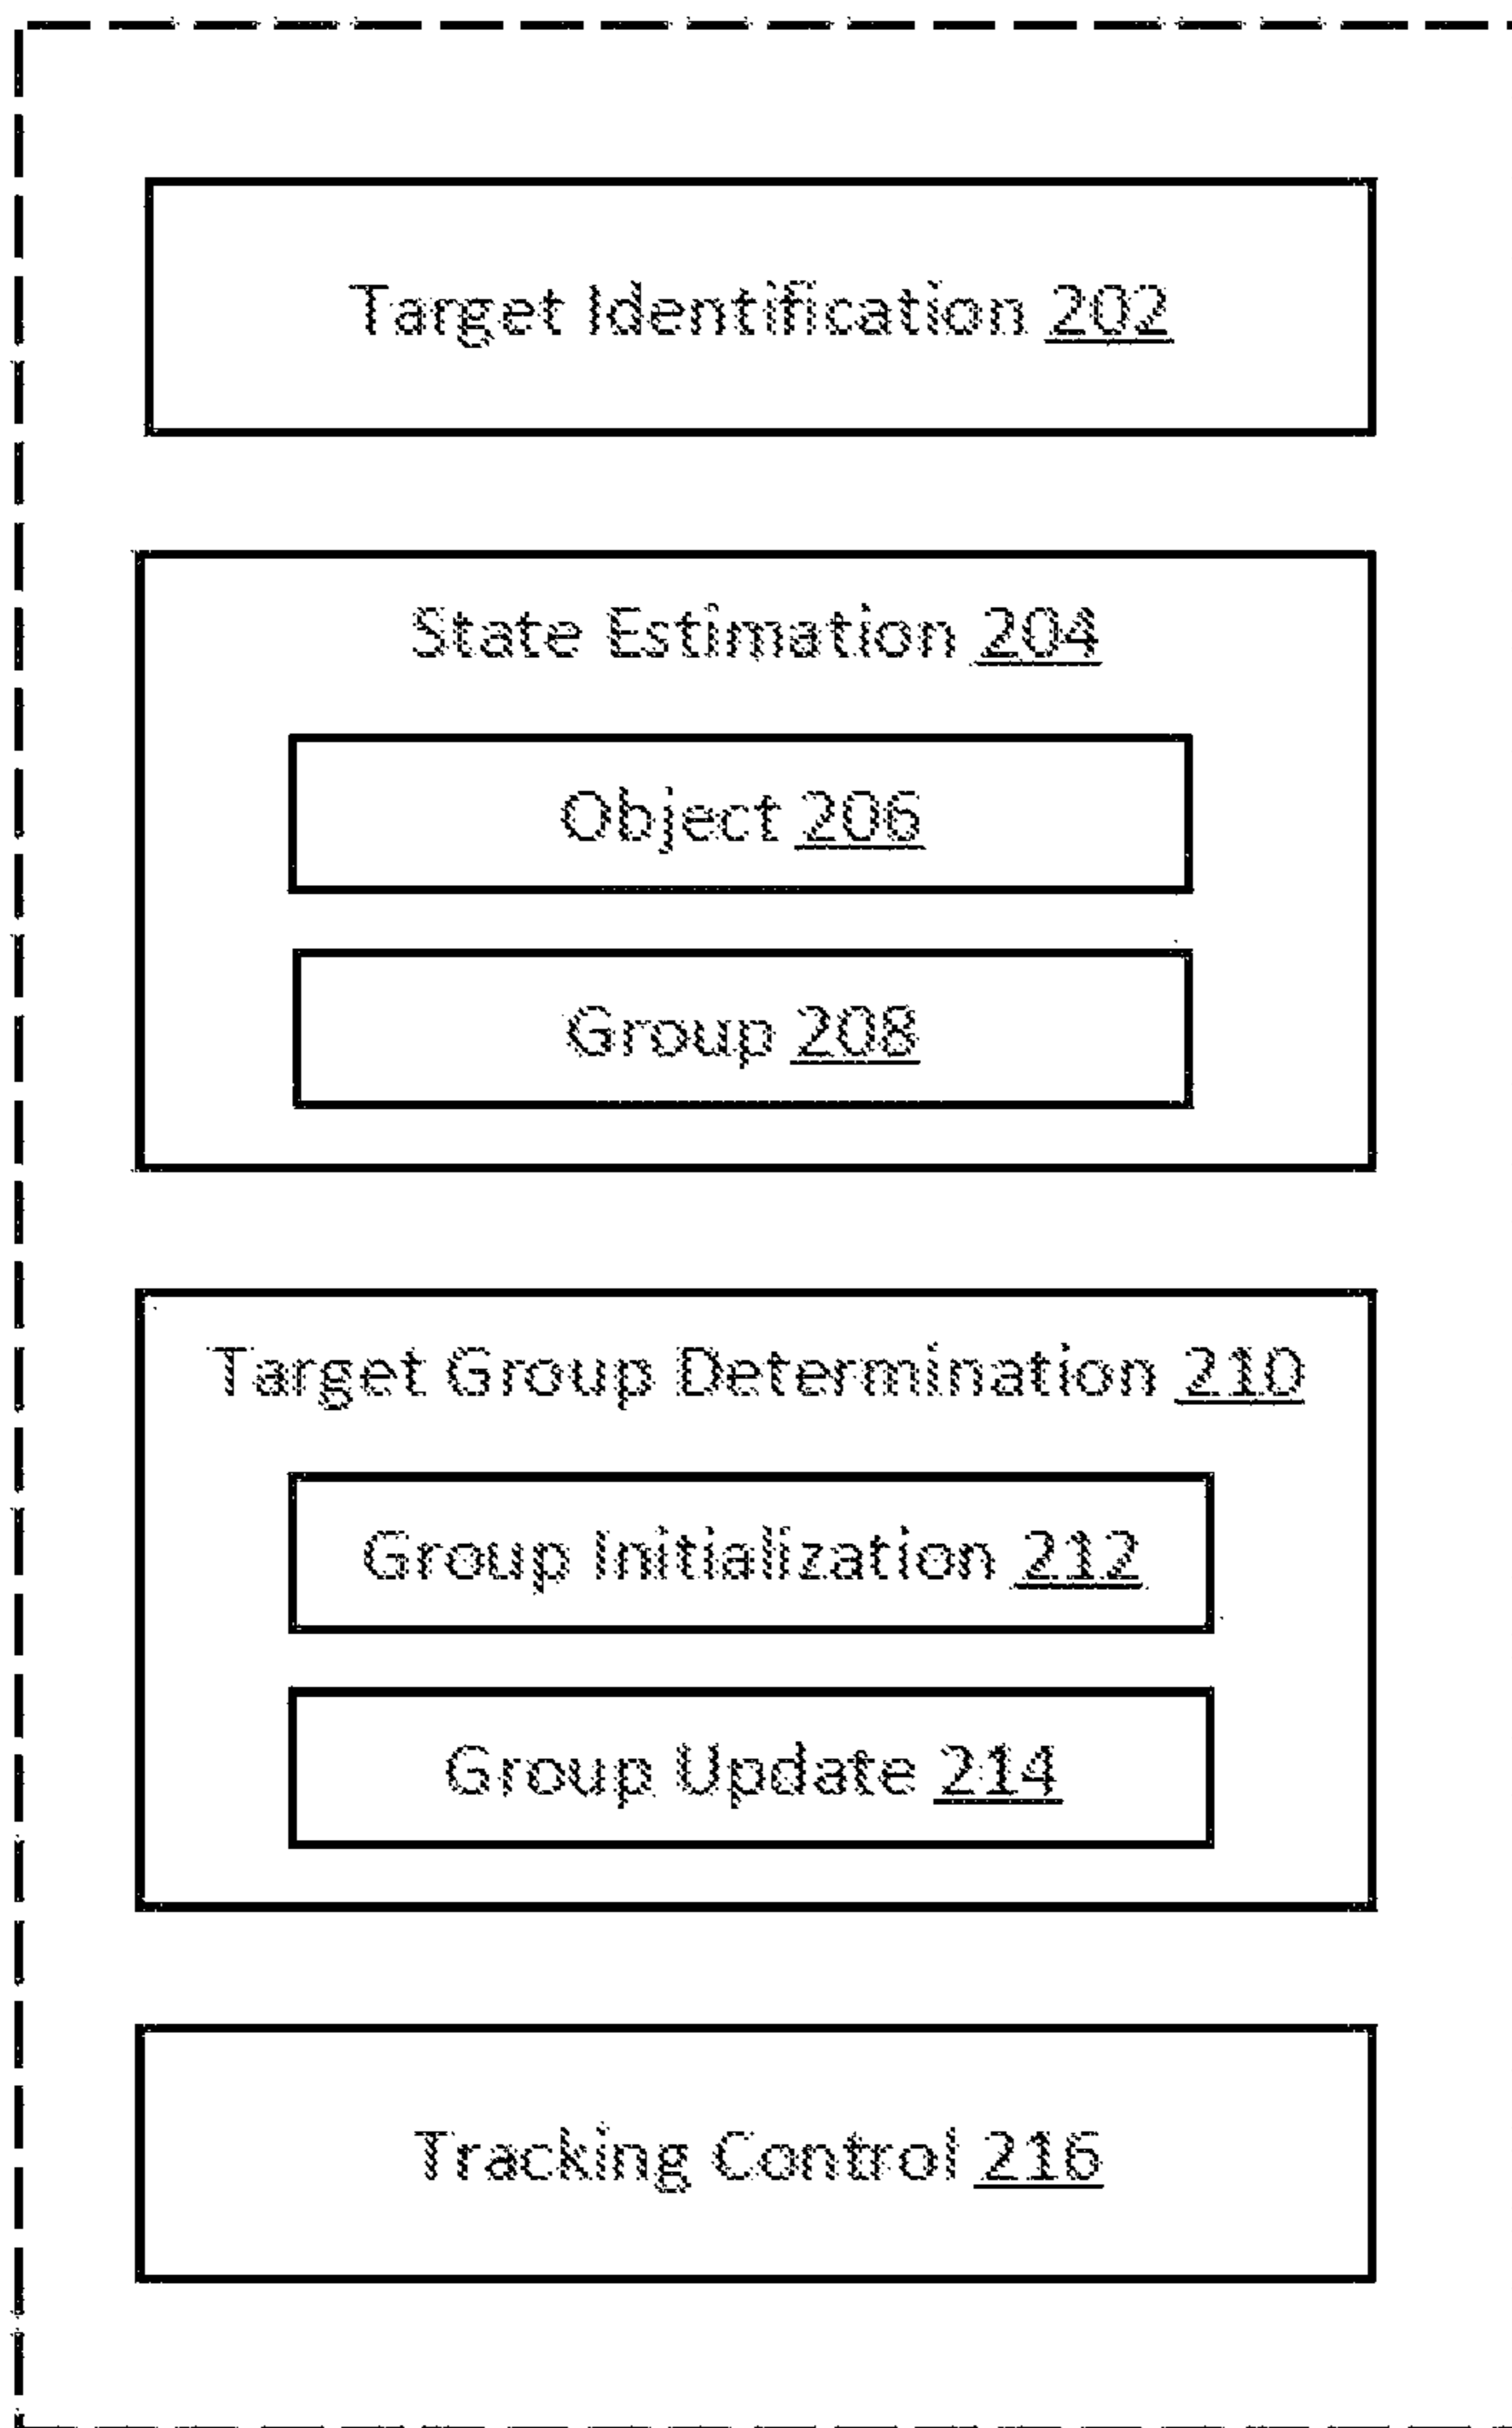 Target Identification 202
State Estimation 204
Object 206
Group 208
Target Group Determination 210
Group Initialization 212
Group Update 214
Tracking Control 216